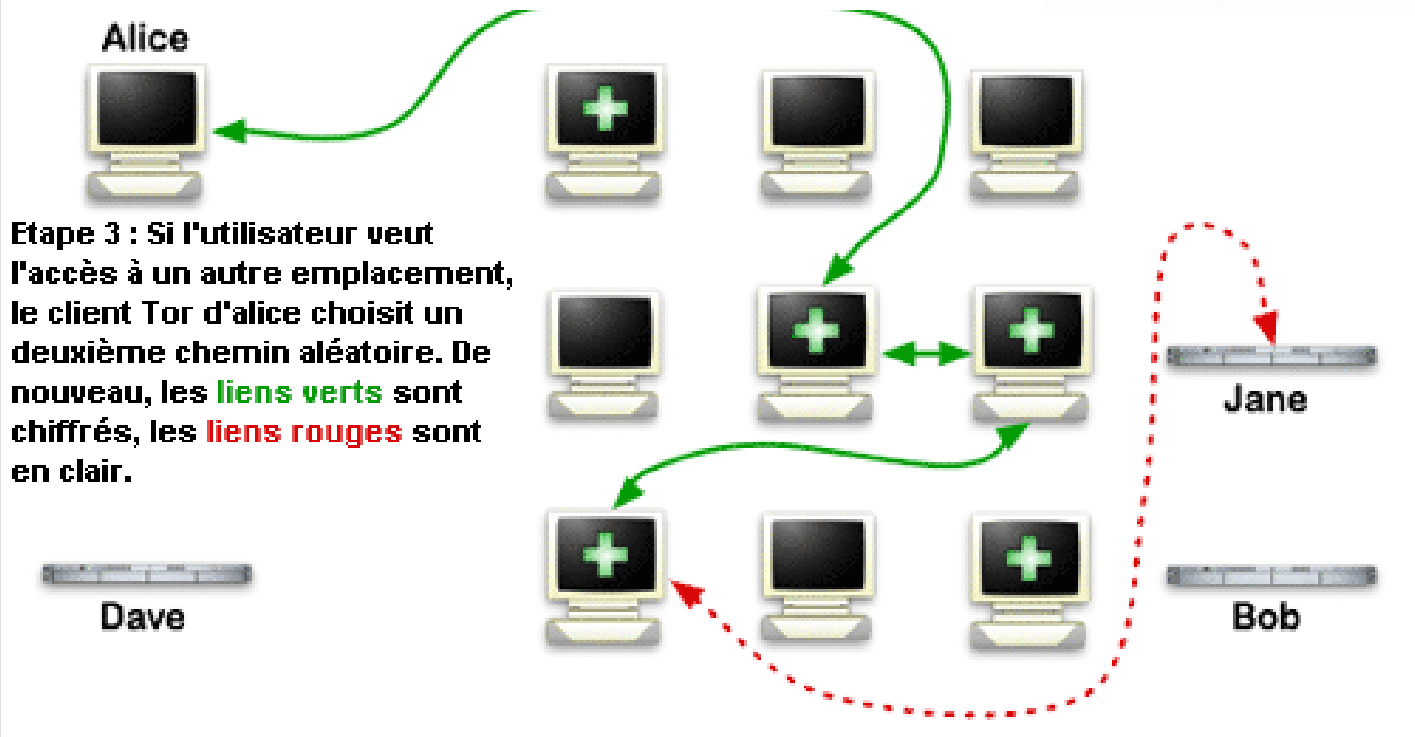 Alice
Etape 3 : Si l'utilisateur veut
l'accès à un autre emplacement,
le client Tor d'alice choisit un
deuxième chemin aléatoire. De
nouveau, les liens verts sont
chiffrés, les liens rouges sont
en clair.
Jane
Dave
Bob